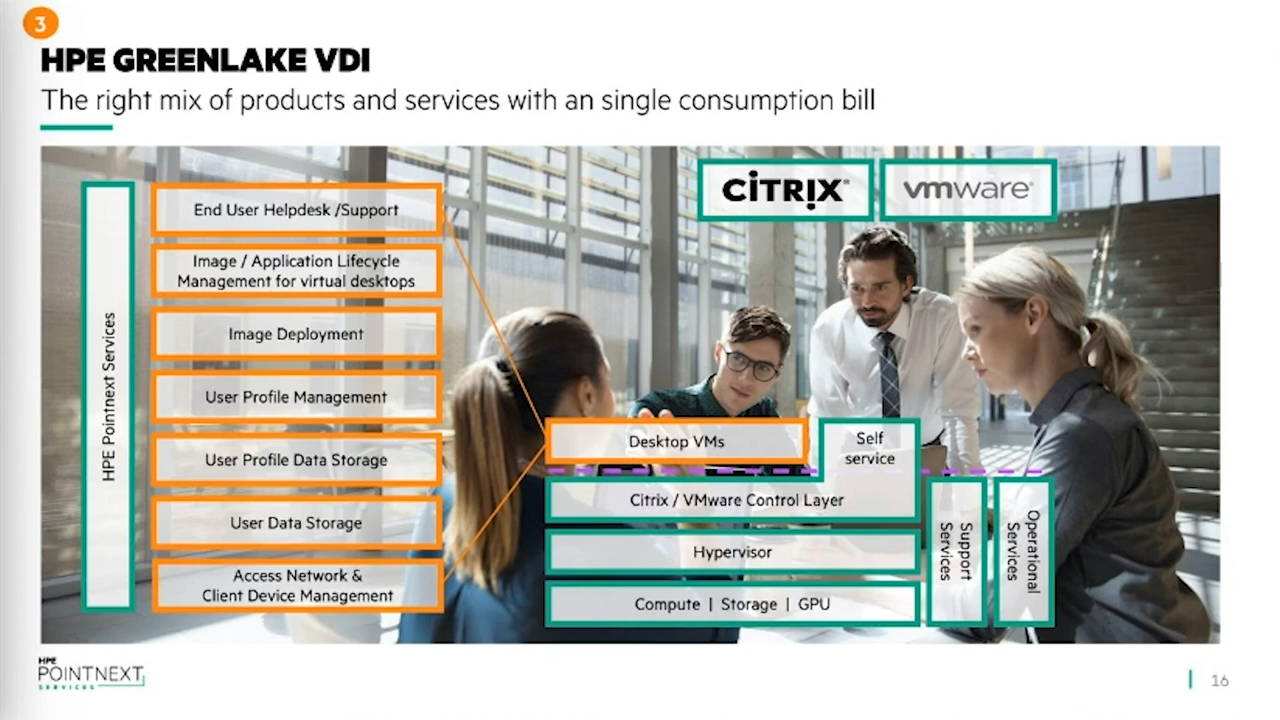 3
HPE GREENLAKE VDI
The right mix of products and services with an single consumption bill
CİTRIX®
vmware®
HPE Pointnext Services
End User Helpdesk /Support
Image / Application Lifecycle
Management for virtual desktops
Image Deployment
User Profile Management
User Profile Data Storage
User Data Storage
Access Network &
Client Device Management
Desktop VMs
Self
service
Citrix / VMware Control Layer
Hypervisor
Compute | Storage | GPU
Support
Services
Operational
Services
HPE
POINTNEXT
SERVICES
16